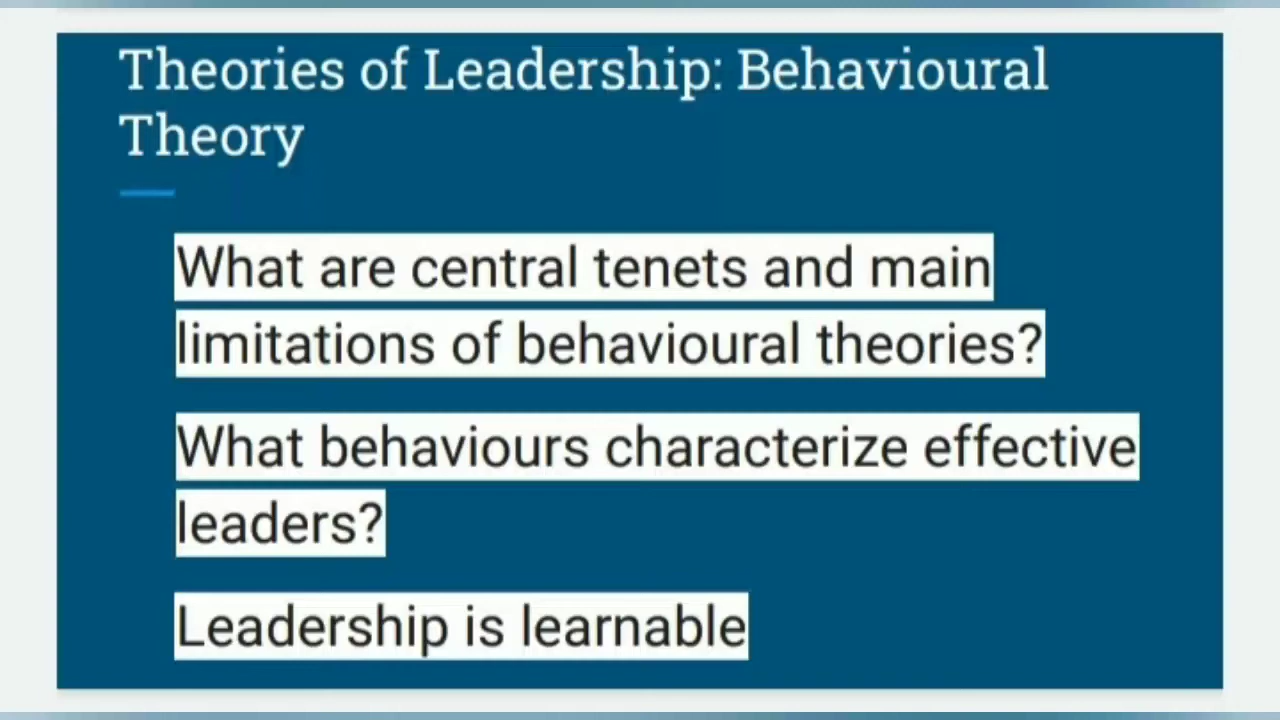 Theories of Leadership: Behavioural
Theory
What are central tenets and main
limitations of behavioural theories?
What behaviours characterize effective
leaders?
Leadership is learnable